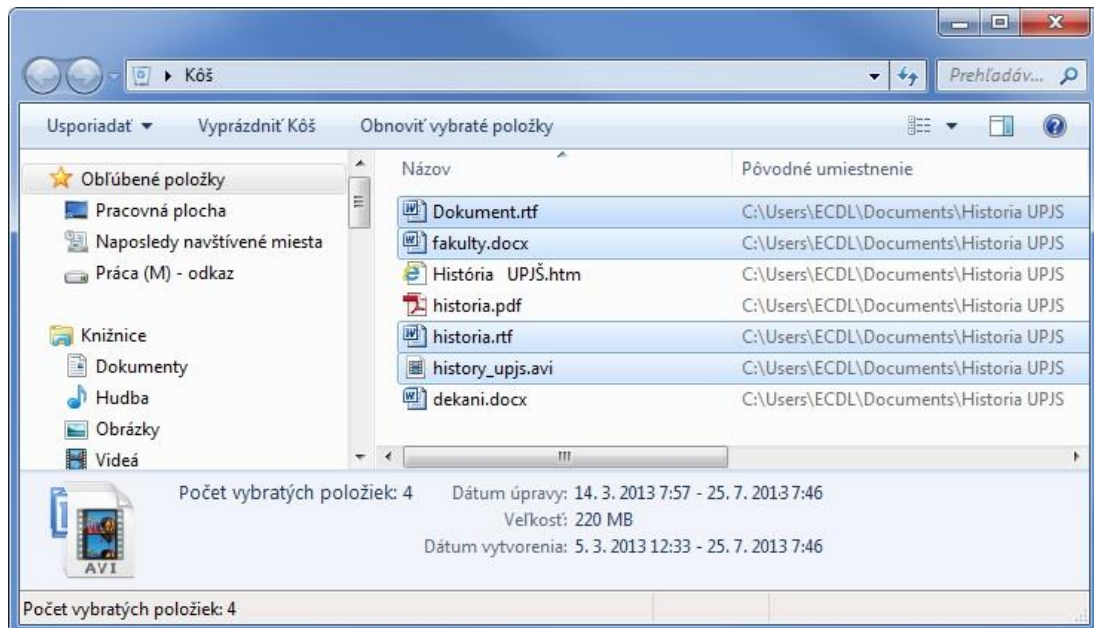 Kôš
Prehľadáv...
Usporiadať Vyprázdniť Kôš Obnoviť vybraté položky
Obľúbené položky
Pracovná plocha
Naposledy navštívené miesta
Práca (M) - odkaz
Knižnice
Dokumenty
Hudba
Obrázky
Videá
Názov Pôvodné umiestnenie
Dokument.rtf C:\Users\ECDL\Documents\Historia UPJS
fakulty.docx C:\Users\ECDL\Documents\Historia UPJS
História UPJŠ.htm C:\Users\ECDL\Documents\Historia UPJS
historia.pdf C:\Users\ECDL\Documents\Historia UPJS
historia.rtf C:\Users\ECDL\Documents\Historia UPJS
history_upjs.avi C:\Users\ECDL\Documents\Historia UPJS
dekani.docx C:\Users\ECDL\Documents\Historia UPJS
Počet vybratých položiek: 4 Dátum úpravy: 14. 3. 2013 7:57 - 25. 7. 2013 7:46
Veľkosť: 220 MB
Dátum vytvorenia: 5. 3. 2013 12:33 - 25. 7. 2013 7:46
AVI
Počet vybratých položiek: 4